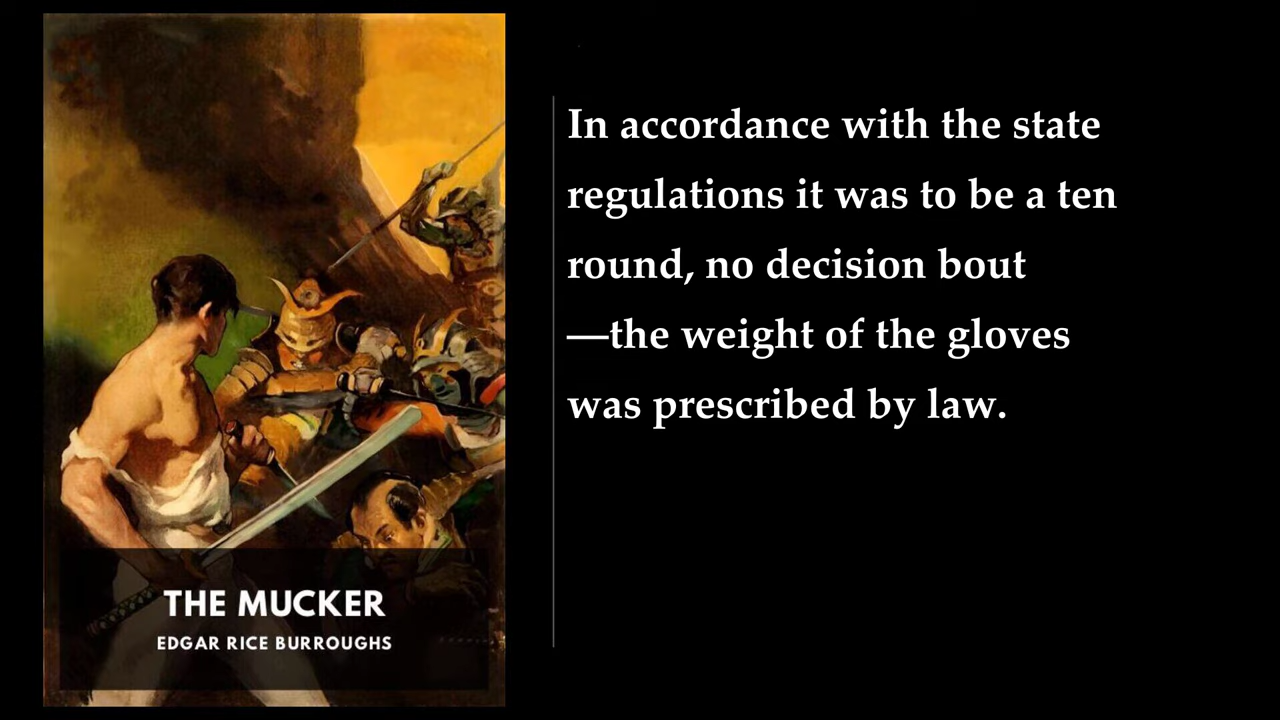 THE MUCKER
EDGAR RICE BURROUGHS
In accordance with the state
regulations it was to be a ten
round, no decision bout
—the weight of the gloves
was prescribed by law.